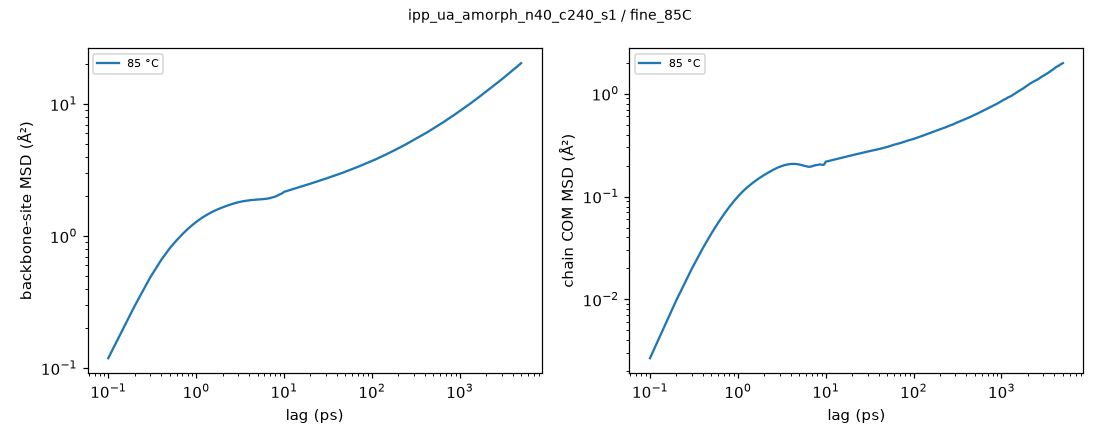 ipp_ua_amorph_n40_c240_s1 / fine_85C
85 °C
backbone-site MSD (Å²)
10¹
10⁰
10⁻¹
10⁻¹ 10⁰ 10¹ 10² 10³
lag (ps)
85 °C
chain COM MSD (Å²)
10⁰
10⁻¹
10⁻²
10⁻¹ 10⁰ 10¹ 10² 10³
lag (ps)